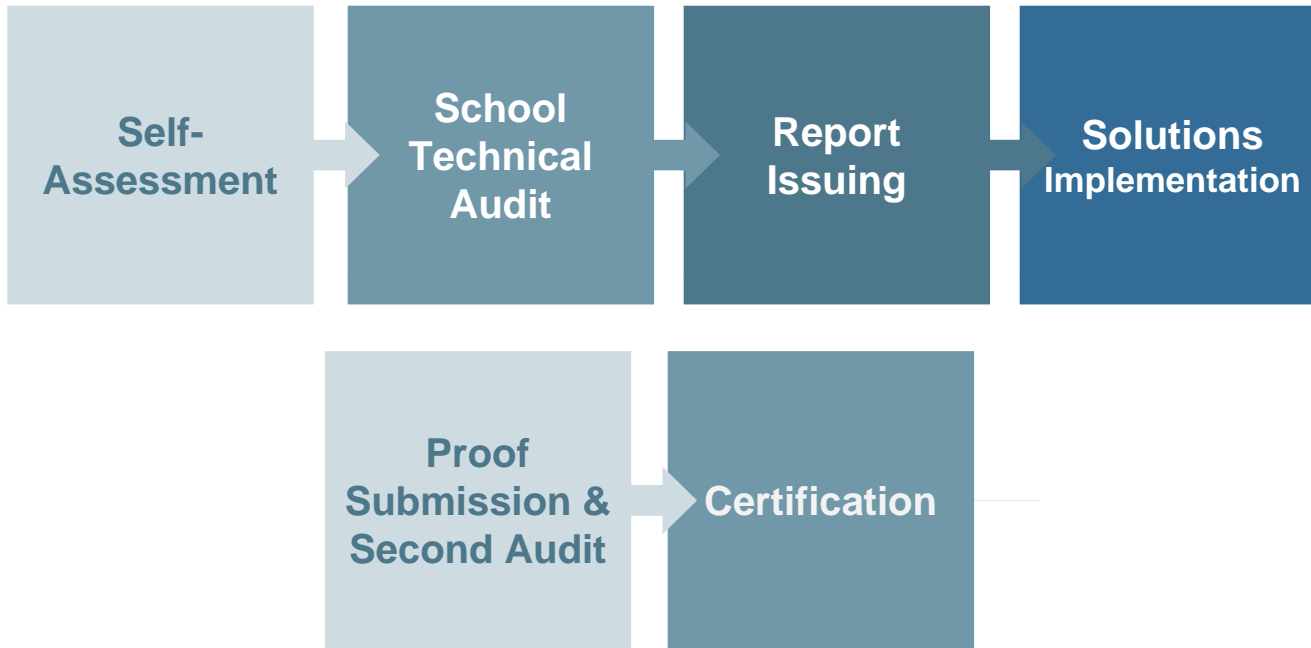 Self-
Assessment
School
Technical
Audit
Report
Issuing
Solutions
Implementation
Proof
Submission &
Second Audit
Certification